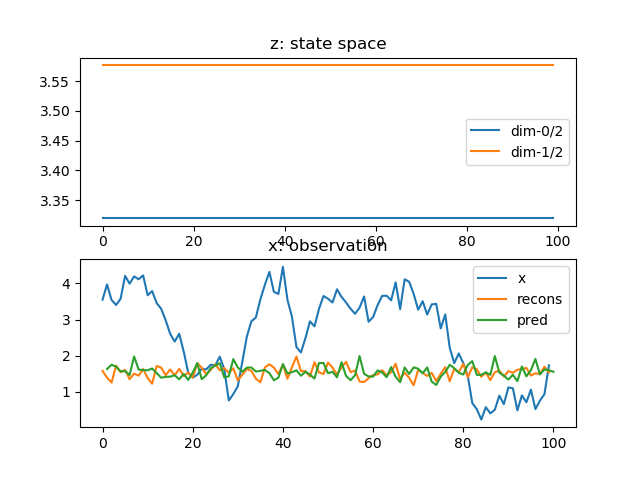 z: state space
3.55
3.50
3.45
3.40
3.35
dim-0/2
dim-1/2
0 20 40 60 80 100
x: observation
4
3
2
1
x
recons
pred
0 20 40 60 80 100